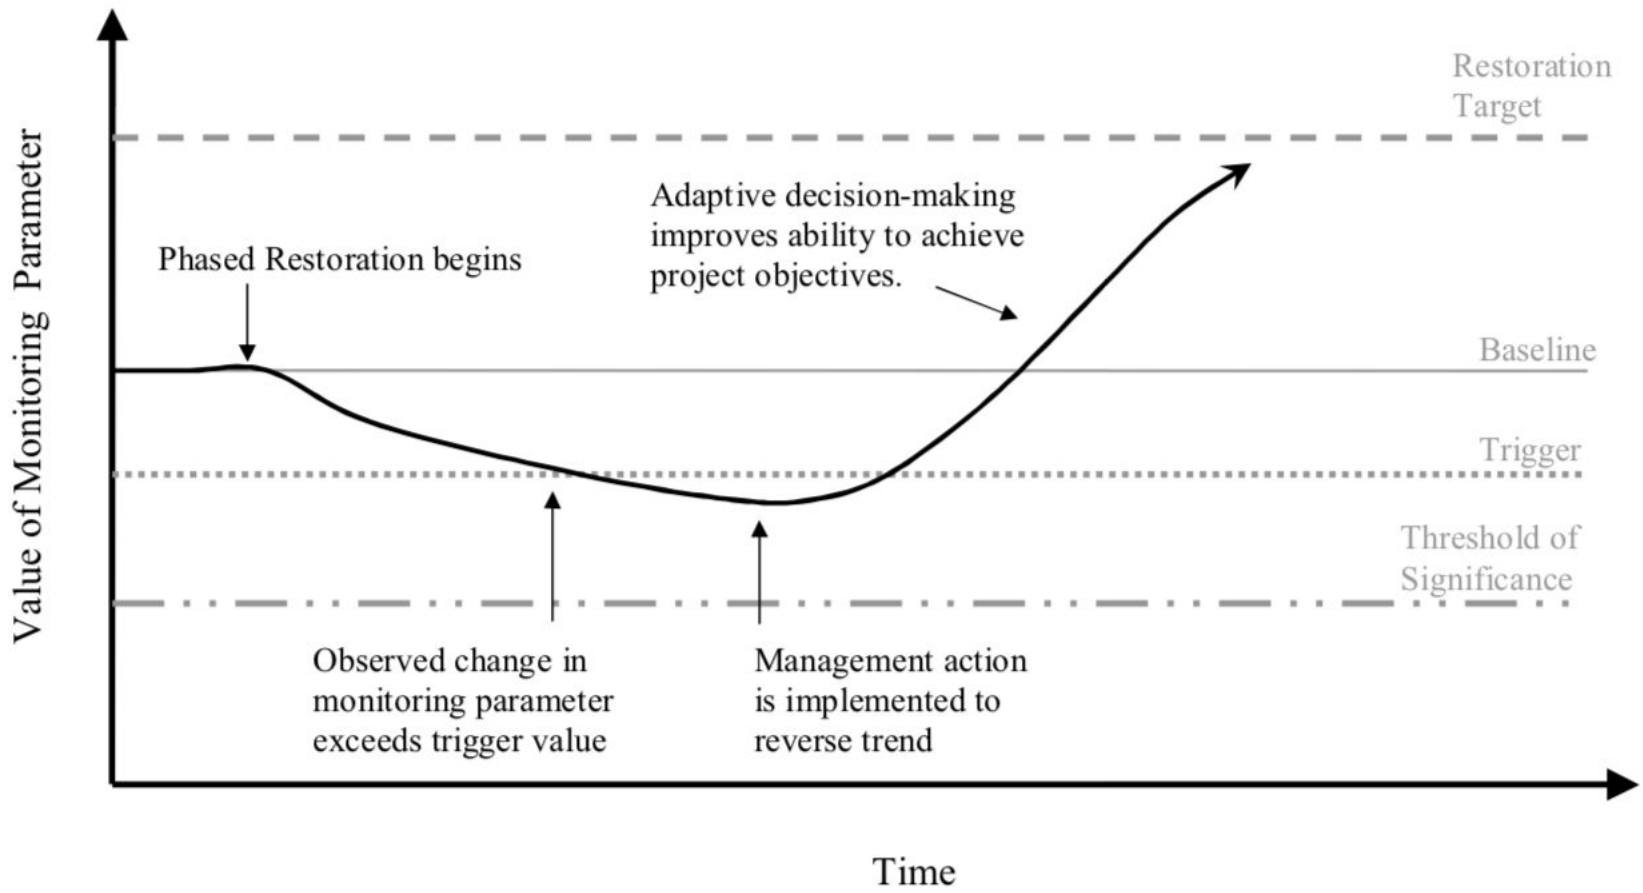 Restoration
Target
Adaptive decision-making
improves ability to achieve
project objectives.
Phased Restoration begins
Baseline
Trigger
Threshold of
Significance
Observed change in
monitoring parameter
exceeds trigger value
Management action
is implemented to
reverse trend
Value of Monitoring Parameter
Time